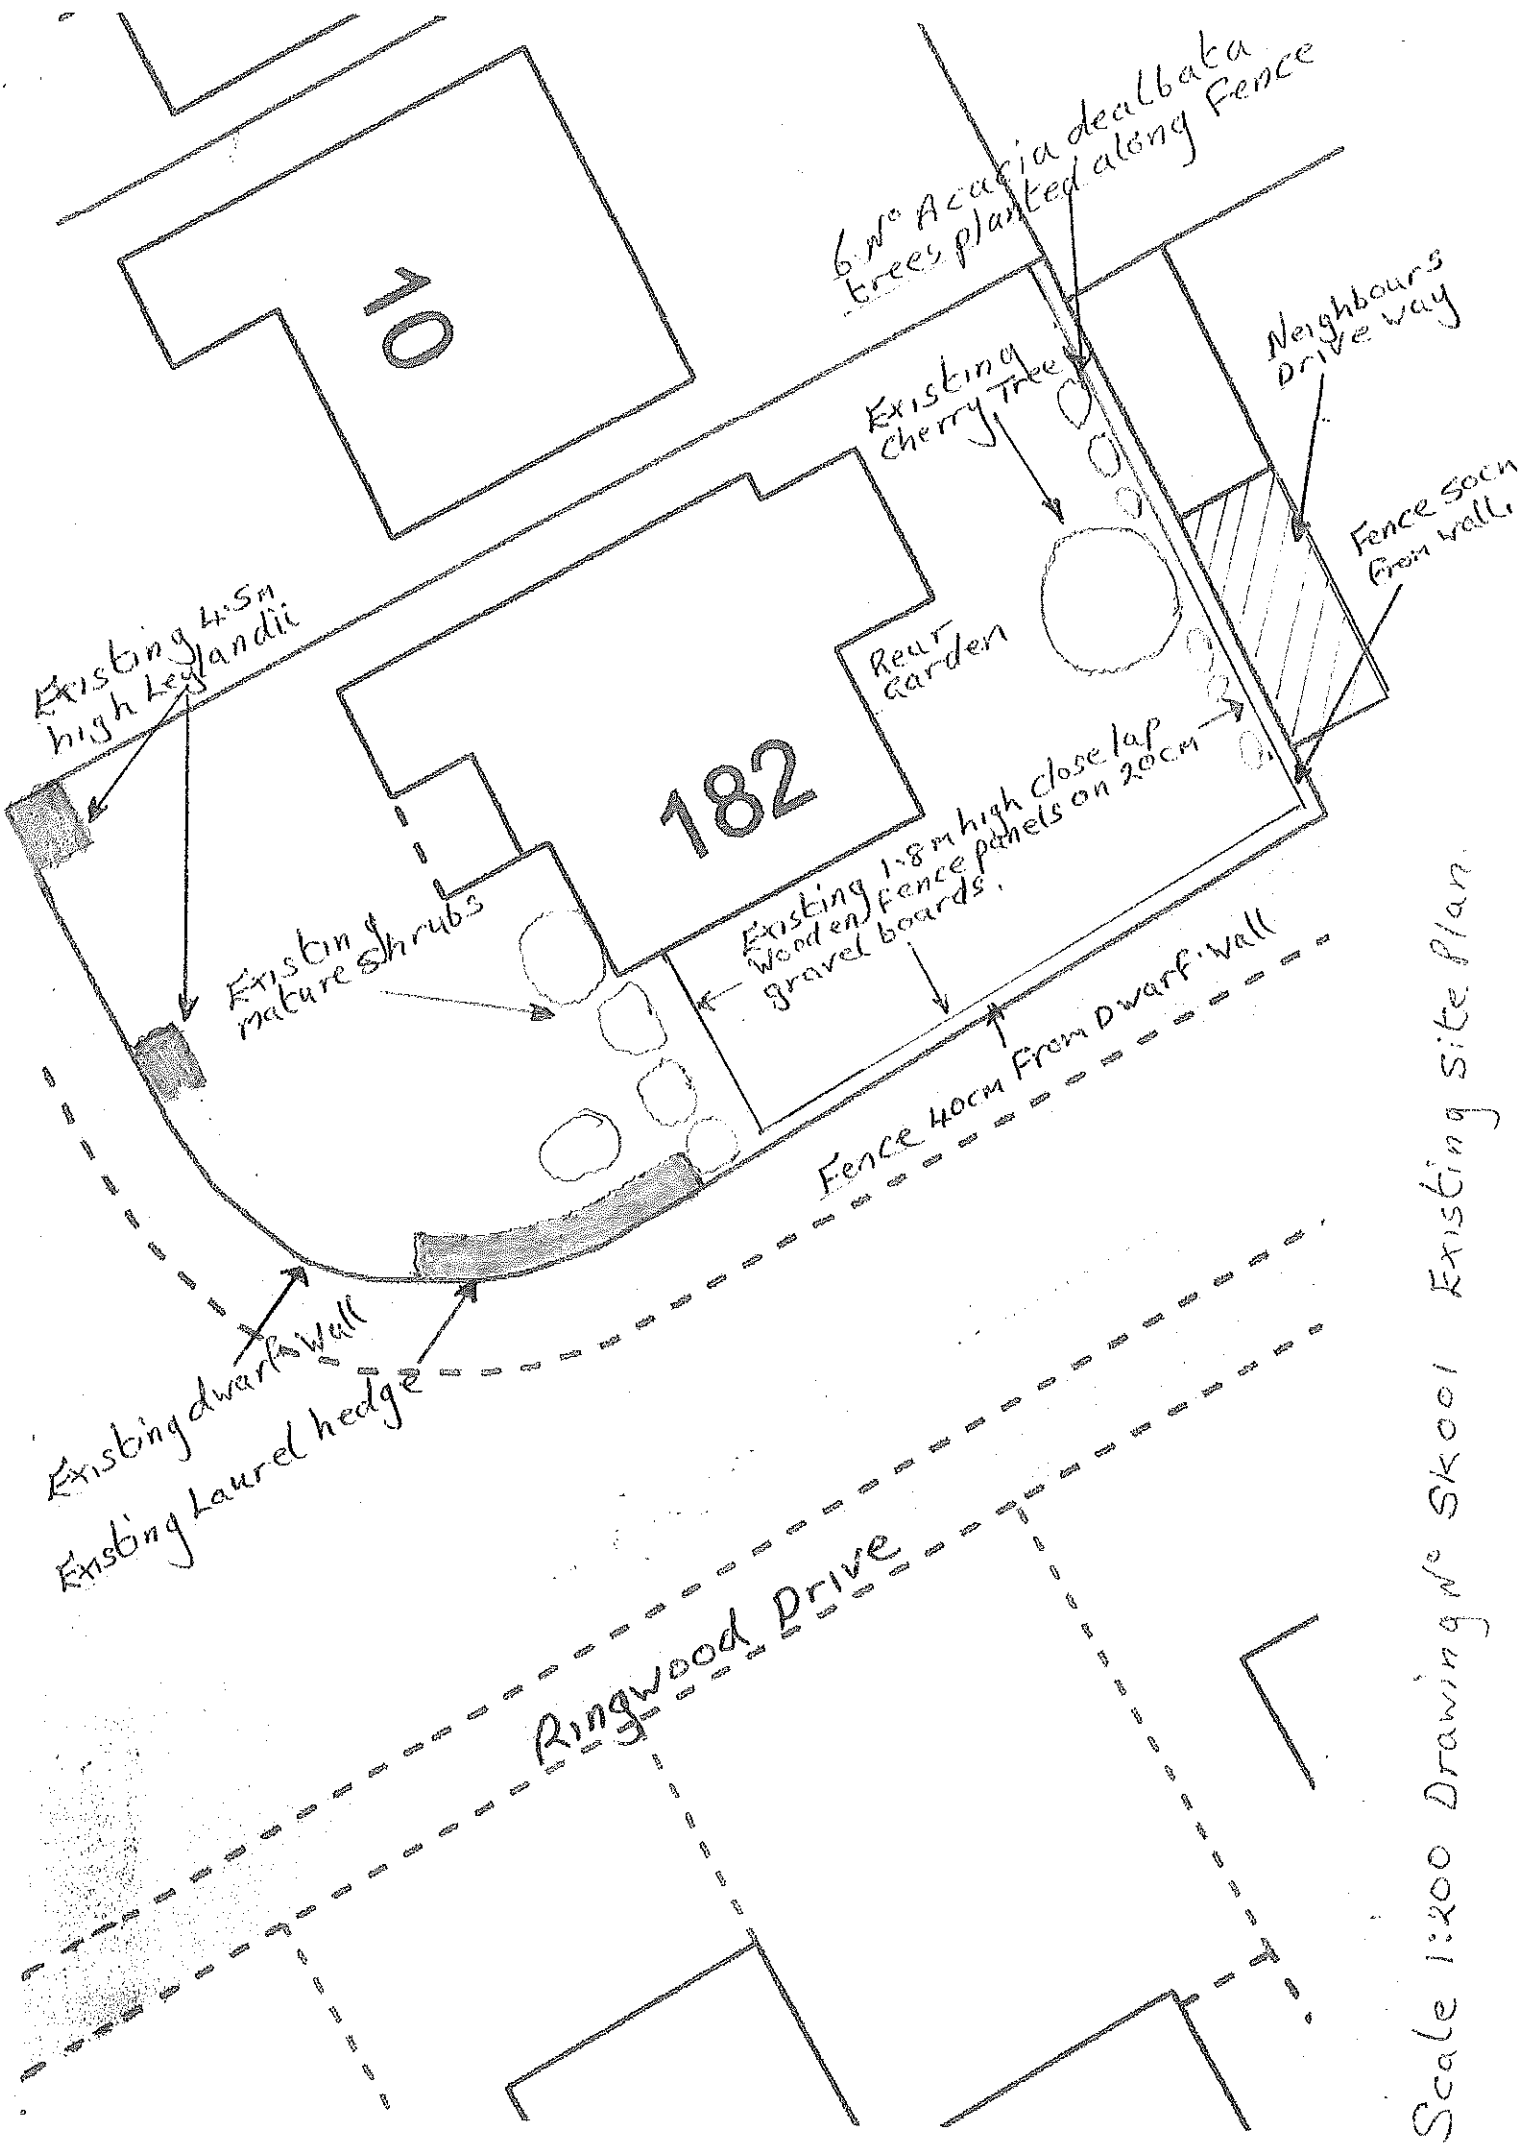 6 Nº Acacia dealbata
trees planted along Fence
10
Neighbours
Drive way
Existing
Cherry Tree
Fence 50cm
From wall.
Existing 4.5m
high Leylandii
Rear
Garden
182
Existing 1.8m high close lap
wooden fence panels on 20cm
gravel boards.
Existing
mature shrubs
Fence 40cm From Dwarf Wall
Existing dwarf Wall
Existing Laurel hedge
Ringwood Drive
Scale 1:200 Drawing Nº SK001 Existing Site Plan.